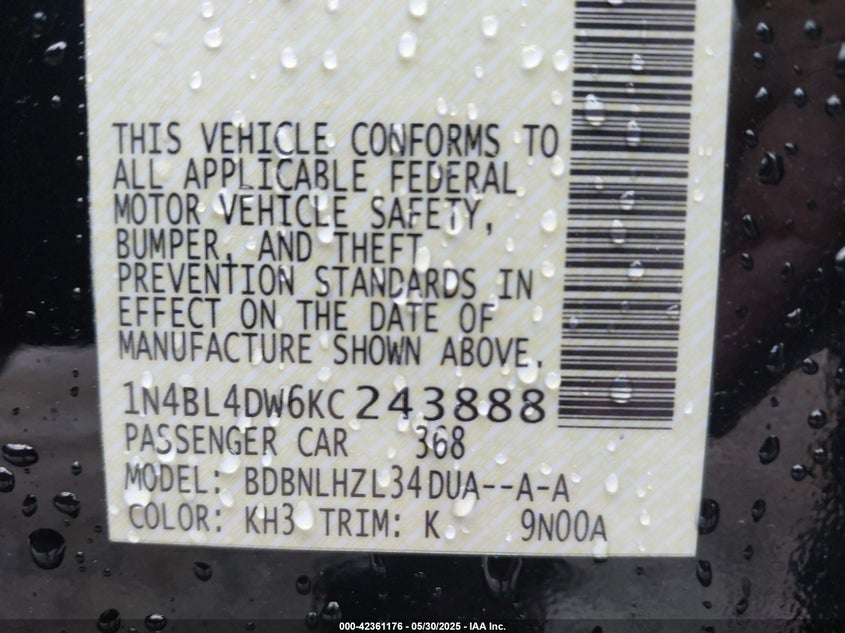 THIS VEHICLE CONFORMS TO
ALL APPLICABLE FEDERAL
MOTOR VEHICLE SAFETY,
BUMPER, AND THEFT
PREVENTION STANDARDS IN
EFFECT ON THE DATE OF
MANUFACTURE SHOWN ABOVE.
1N4BL4DW6KC243888
PASSENGER CAR 368
MODEL: BDBNLHZL34DUA--A-A
COLOR: KH3 TRIM: K 9N00A
000-42361176 - 05/30/2025 - IAA Inc.